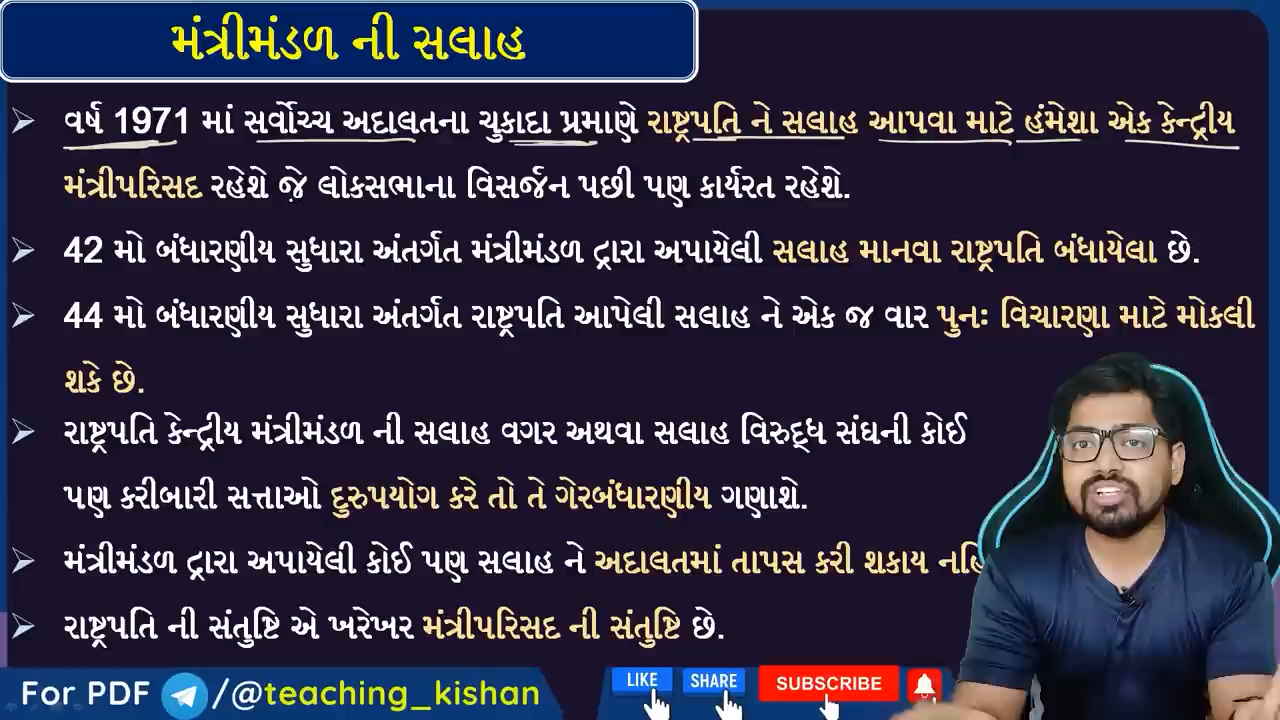 મંત્રીમંડળ ની સલાહ
વર્ષ 1971 માં સર્વોચ્ચ અદાલતના ચુકાદા પ્રમાણે રાષ્ટ્રપતિ ને સલાહ આપવા માટે હંમેશા એક કેન્દ્રીય
મંત્રીપરિસદ રહેશે જે લોકસભાના વિસર્જન પછી પણ કાર્યરત રહેશે.
42 મો બંધારણીય સુધારા અંતર્ગત મંત્રીમંડળ દ્રારા અપાયેલી સલાહ માનવા રાષ્ટ્રપતિ બંધાયેલા છે.
44 મો બંધારણીય સુધારા અંતર્ગત રાષ્ટ્રપતિ આપેલી સલાહ ને એક જ વાર પુનઃ વિચારણા માટે મોકલી
શકે છે.
રાષ્ટ્રપતિ કેન્દ્રીય મંત્રીમંડળ ની સલાહ વગર અથવા સલાહ વિરુદ્ધ સંઘની કોઈ
પણ કરીબારી સત્તાઓ દુરુપયોગ કરે તો તે ગેરબંધારણીય ગણાશે.
મંત્રીમંડળ દ્રારા અપાયેલી કોઈ પણ સલાહ ને અદાલતમાં તાપસ કરી શકાય નહિ
રાષ્ટ્રપતિ ની સંતુષ્ટિ એ ખરેખર મંત્રીપરિસદ ની સંતુષ્ટિ છે.
For PDF /@teaching_kishan LIKE SHARE SUBSCRIBE